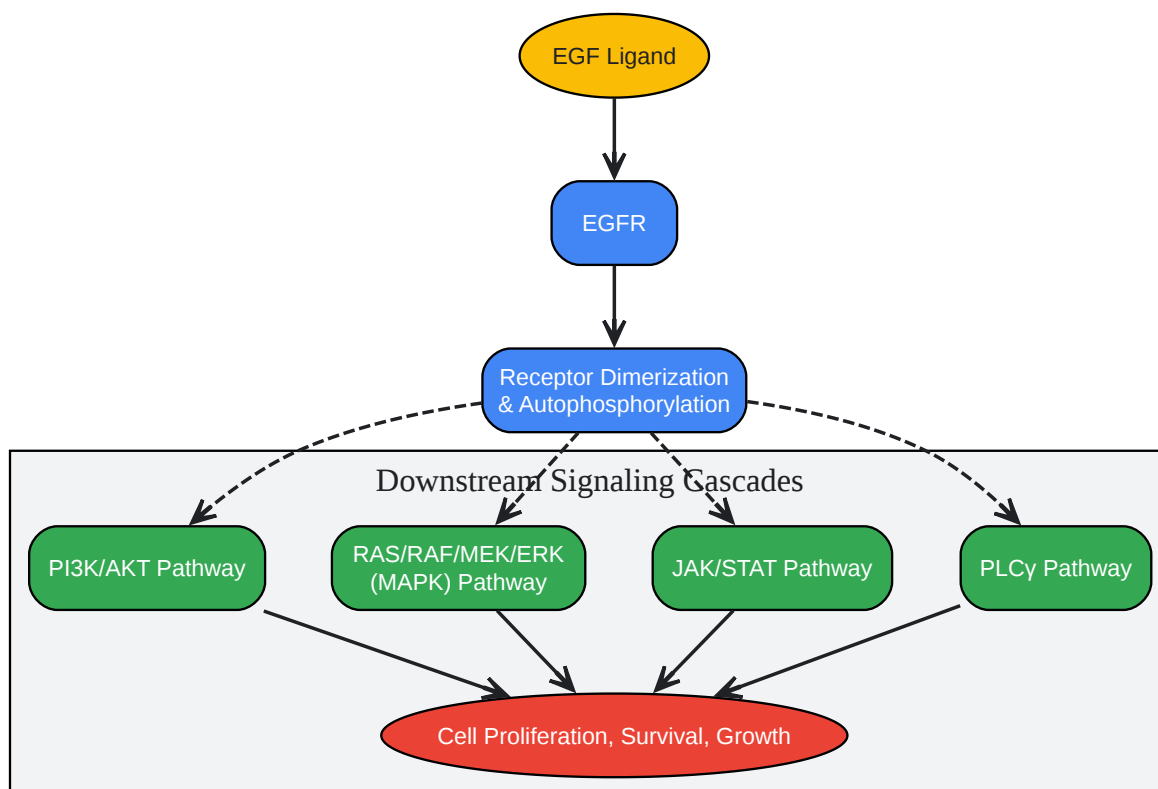 EGF Ligand
EGFR
Receptor Dimerization
& Autophosphorylation
Downstream Signaling Cascades
PI3K/AKT Pathway
RAS/RAF/MEK/ERK
(MAPK) Pathway
JAK/STAT Pathway
PLCγ Pathway
Cell Proliferation, Survival, Growth